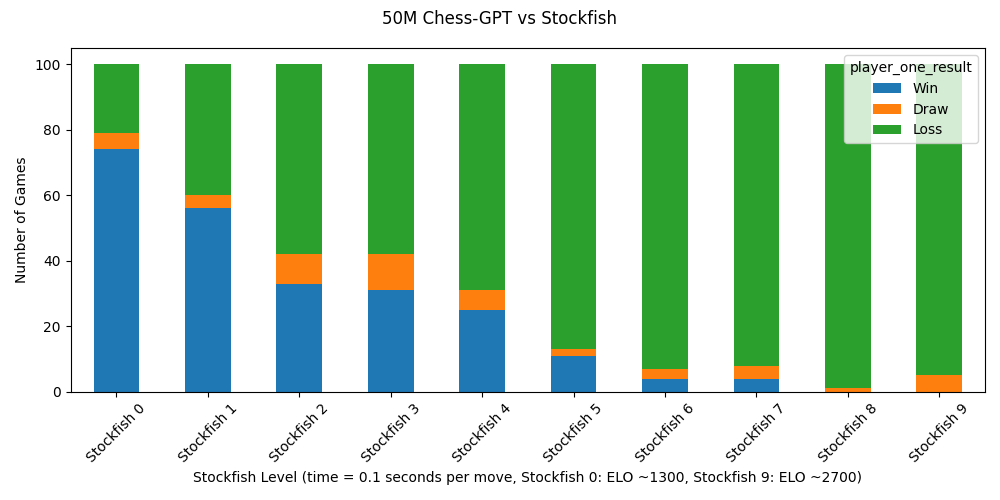 50M Chess-GPT vs Stockfish
player_one_result
Win
Draw
Loss
Number of Games
100
80
60
40
20
0
Stockfish 0
Stockfish 1
Stockfish 2
Stockfish 3
Stockfish 4
Stockfish 5
Stockfish 6
Stockfish 7
Stockfish 8
Stockfish 9
Stockfish Level (time = 0.1 seconds per move, Stockfish 0: ELO ~1300, Stockfish 9: ELO ~2700)